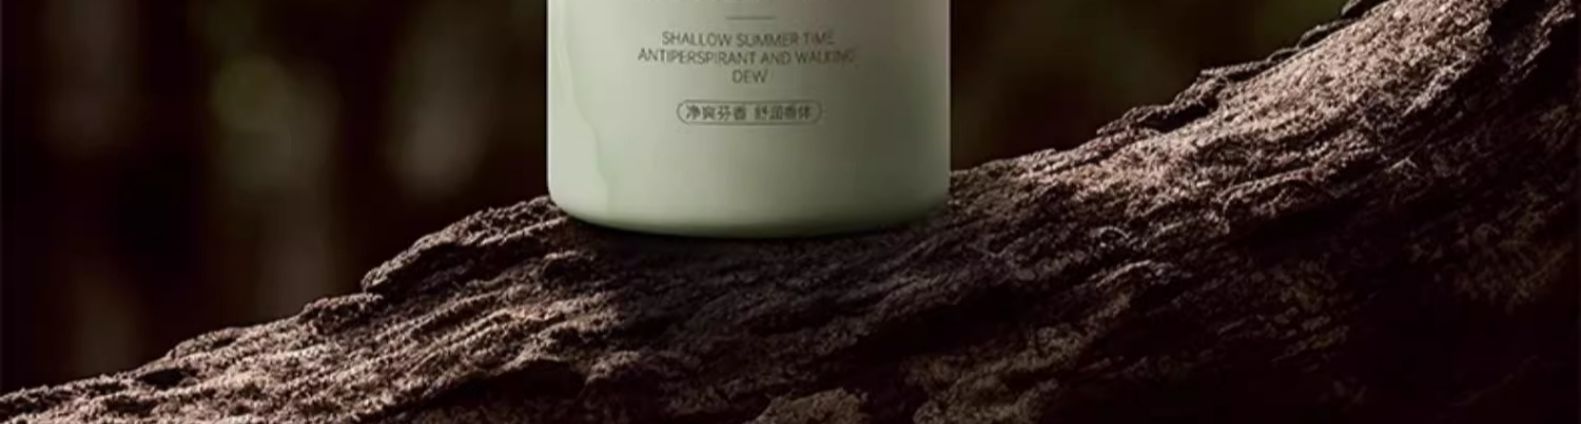 SHALLOW SUMMER TIME
ANTIPERSPIRANT AND WALKING
DEW
净爽芬香 舒润香体